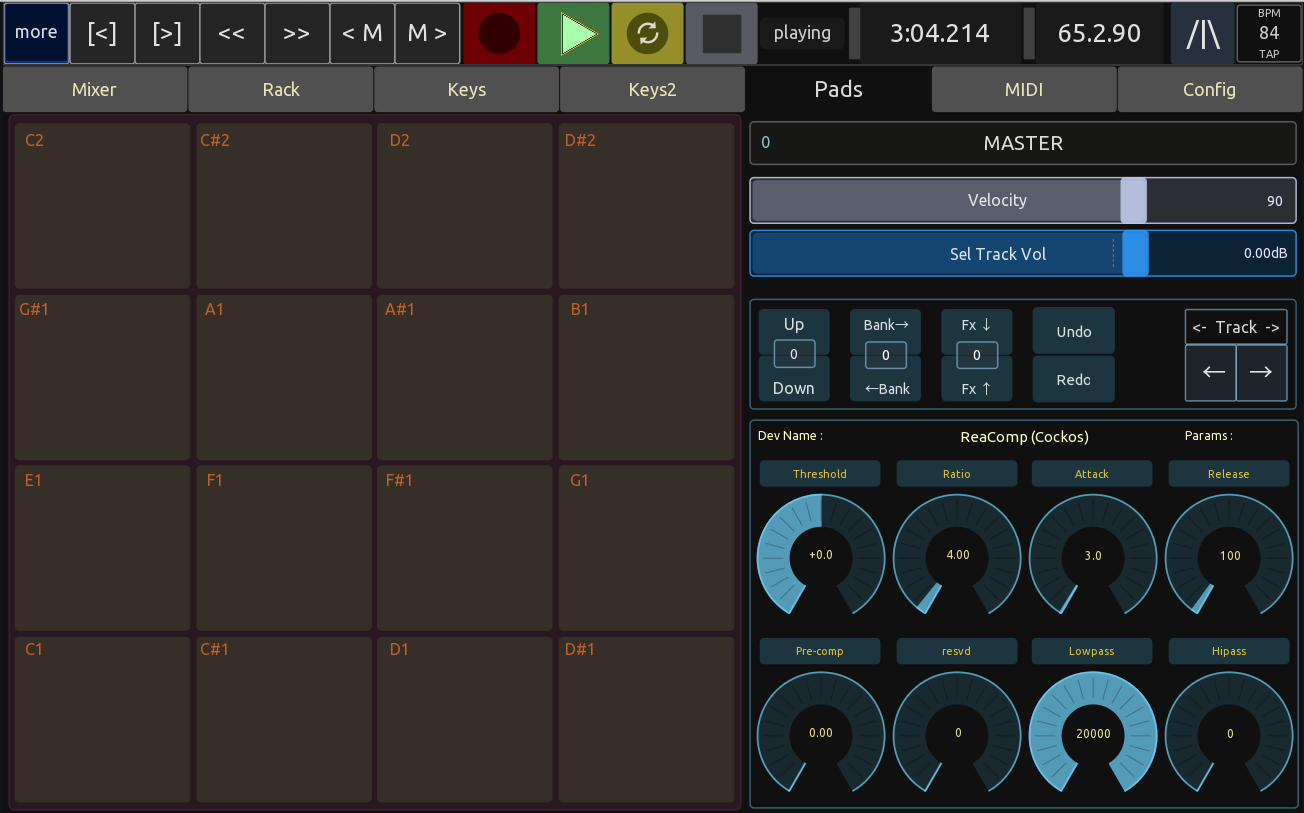 more [<] [>] << >> < M M > playing 3:04.214 65.2.90 /|\ BPM
84
TAP
Mixer Rack Keys Keys2 Pads MIDI Config
C2 C#2 D2 D#2
G#1 A1 A#1 B1
E1 F1 F#1 G1
C1 C#1 D1 D#1
0 MASTER
Velocity 90
Sel Track Vol 0.00dB
Up Bank→ Fx ↓ Undo <- Track ->
0 0 0
Down ←Bank Fx ↑ Redo ← →
Dev Name : ReaComp (Cockos) Params :
Threshold Ratio Attack Release
+0.0 4.00 3.0 100
Pre-comp resvd Lowpass Hipass
0.00 0 20000 0